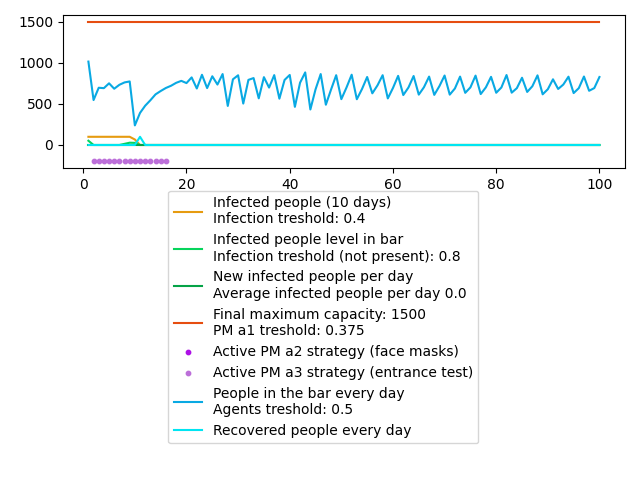 1500
1000
500
0
0
20
40
60
80
100
Infected people (10 days)
Infection treshold: 0.4
Infected people level in bar
Infection treshold (not present): 0.8
New infected people per day
Average infected people per day 0.0
Final maximum capacity: 1500
PM a1 treshold: 0.375
Active PM a2 strategy (face masks)
Active PM a3 strategy (entrance test)
People in the bar every day
Agents treshold: 0.5
Recovered people every day